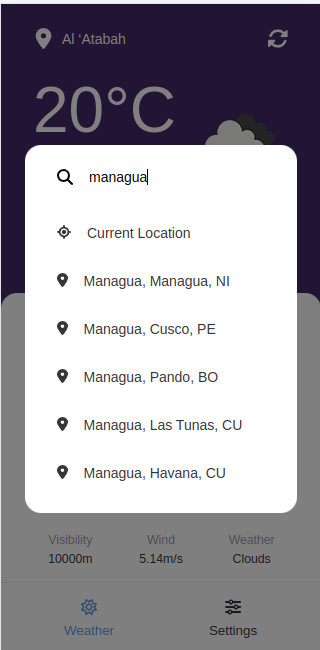 Al ‘Atabah
20°C
managua
Current Location
Managua, Managua, NI
Managua, Cusco, PE
Managua, Pando, BO
Managua, Las Tunas, CU
Managua, Havana, CU
Visibility Wind Weather
10000m 5.14m/s Clouds
Weather Settings